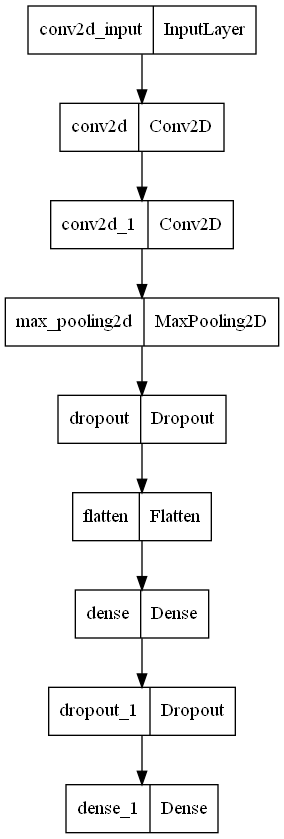 conv2d_input InputLayer
conv2d Conv2D
conv2d_1 Conv2D
max_pooling2d MaxPooling2D
dropout Dropout
flatten Flatten
dense Dense
dropout_1 Dropout
dense_1 Dense